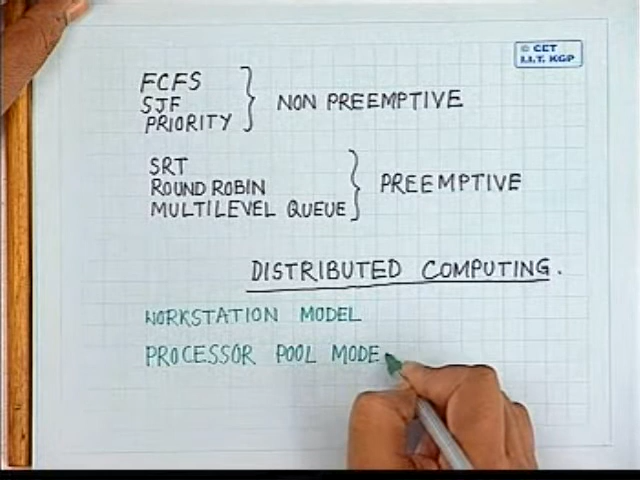 © CET
I.I.T. KGP
FCFS
SJF
PRIORITY
NON PREEMPTIVE
SRT
ROUND ROBIN
MULTILEVEL QUEUE
PREEMPTIVE
DISTRIBUTED COMPUTING.
WORKSTATION MODEL
PROCESSOR POOL MODE